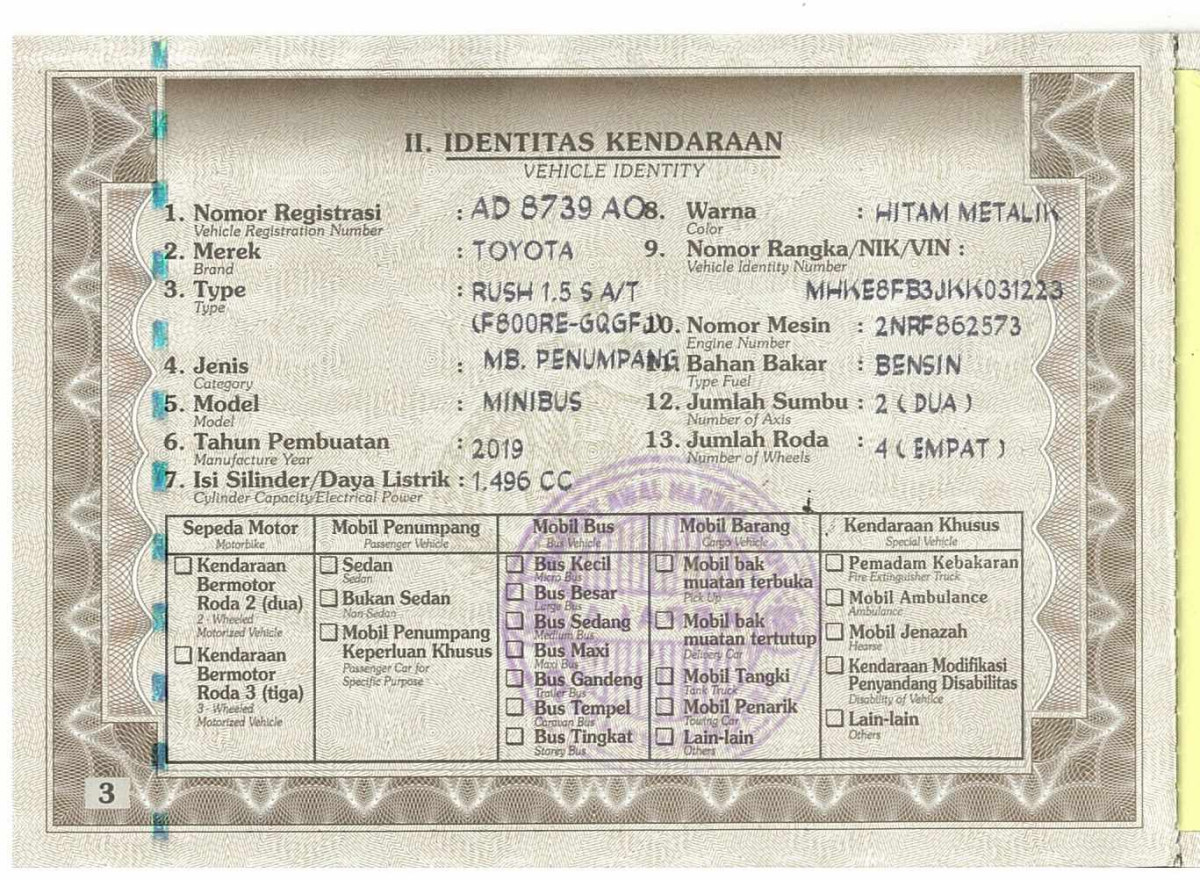 II. IDENTITAS KENDARAAN
VEHICLE IDENTITY
1. Nomor Registrasi : AD 8739 AO
Vehicle Registration Number
2. Merek : TOYOTA
Brand
3. Type : RUSH 1.5 S A/T
Type
(F800RE-GQGFJ)
4. Jenis : MB. PENUMPANG
Category
5. Model : MINIBUS
Model
6. Tahun Pembuatan : 2019
Manufacture Year
7. Isi Silinder/Daya Listrik : 1.496 CC
Cylinder Capacity/Electrical Power
8. Warna : HITAM METALIK
Color
9. Nomor Rangka/NIK/VIN :
Vehicle Identity Number
MHKE8FB3JKK031223
10. Nomor Mesin : 2NRF862573
Engine Number
11. Bahan Bakar : BENSIN
Type Fuel
12. Jumlah Sumbu : 2 ( DUA )
Number of Axis
13. Jumlah Roda : 4 ( EMPAT )
Number of Wheels
Sepeda Motor
Motorbike
Kendaraan
Bermotor
Roda 2 (dua)
2 - Wheeled
Motorized Vehicle
Kendaraan
Bermotor
Roda 3 (tiga)
3 - Wheeled
Motorized Vehicle
Mobil Penumpang
Passenger Vehicle
Sedan
Sedan
Bukan Sedan
Non-Sedan
Mobil Penumpang
Keperluan Khusus
Passenger Car for
Specific Purpose
Mobil Bus
Bus Vehicle
Bus Kecil
Micro Bus
Bus Besar
Large Bus
Bus Sedang
Medium Bus
Bus Maxi
Maxi Bus
Bus Gandeng
Trailer Bus
Bus Tempel
Caravan Bus
Bus Tingkat
Storey Bus
Mobil Barang
Cargo Vehicle
Mobil bak
muatan terbuka
Pick Up
Mobil bak
muatan tertutup
Delivery Car
Mobil Tangki
Tank Truck
Mobil Penarik
Towing Car
Lain-lain
Others
Kendaraan Khusus
Special Vehicle
Pemadam Kebakaran
Fire Extinguisher Truck
Mobil Ambulance
Ambulance
Mobil Jenazah
Hearse
Kendaraan Modifikasi
Penyandang Disabilitas
Disability of Vehilce
Lain-lain
Others
3